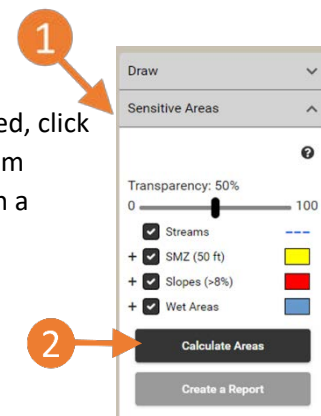 1
Draw
Sensitive Areas
ed, click
m
n a
?
Transparency: 50%
0 100
Streams
+ SMZ (50 ft)
+ Slopes (>8%)
+ Wet Areas
2
Calculate Areas
Create a Report